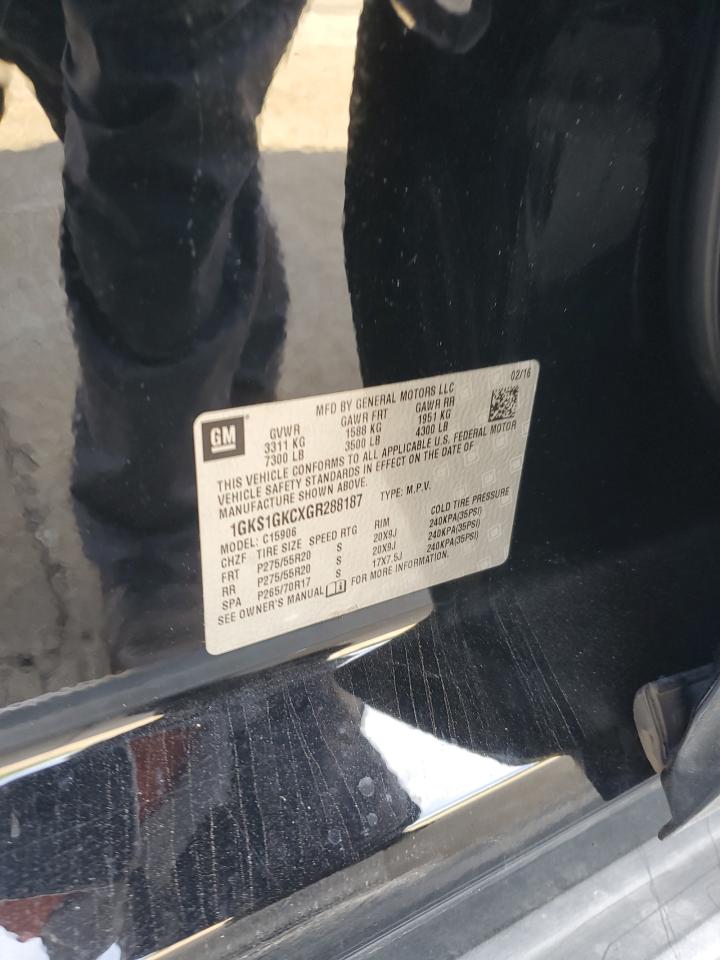 GM
MFD BY GENERAL MOTORS LLC 02/16
GVWR GAWR FRT GAWR RR
3311 KG 1588 KG 1951 KG
7300 LB 3500 LB 4300 LB
THIS VEHICLE CONFORMS TO ALL APPLICABLE U.S. FEDERAL MOTOR
VEHICLE SAFETY STANDARDS IN EFFECT ON THE DATE OF
MANUFACTURE SHOWN ABOVE.
1GKS1GKCXGR288187 TYPE: M.P.V.
MODEL: C15906
CHZF TIRE SIZE SPEED RTG RIM COLD TIRE PRESSURE
FRT P275/55R20 S 20X9J 240KPA(35PSI)
RR P275/55R20 S 20X9J 240KPA(35PSI)
SPA P265/70R17 S 17X7.5J 240KPA(35PSI)
SEE OWNER'S MANUAL FOR MORE INFORMATION.